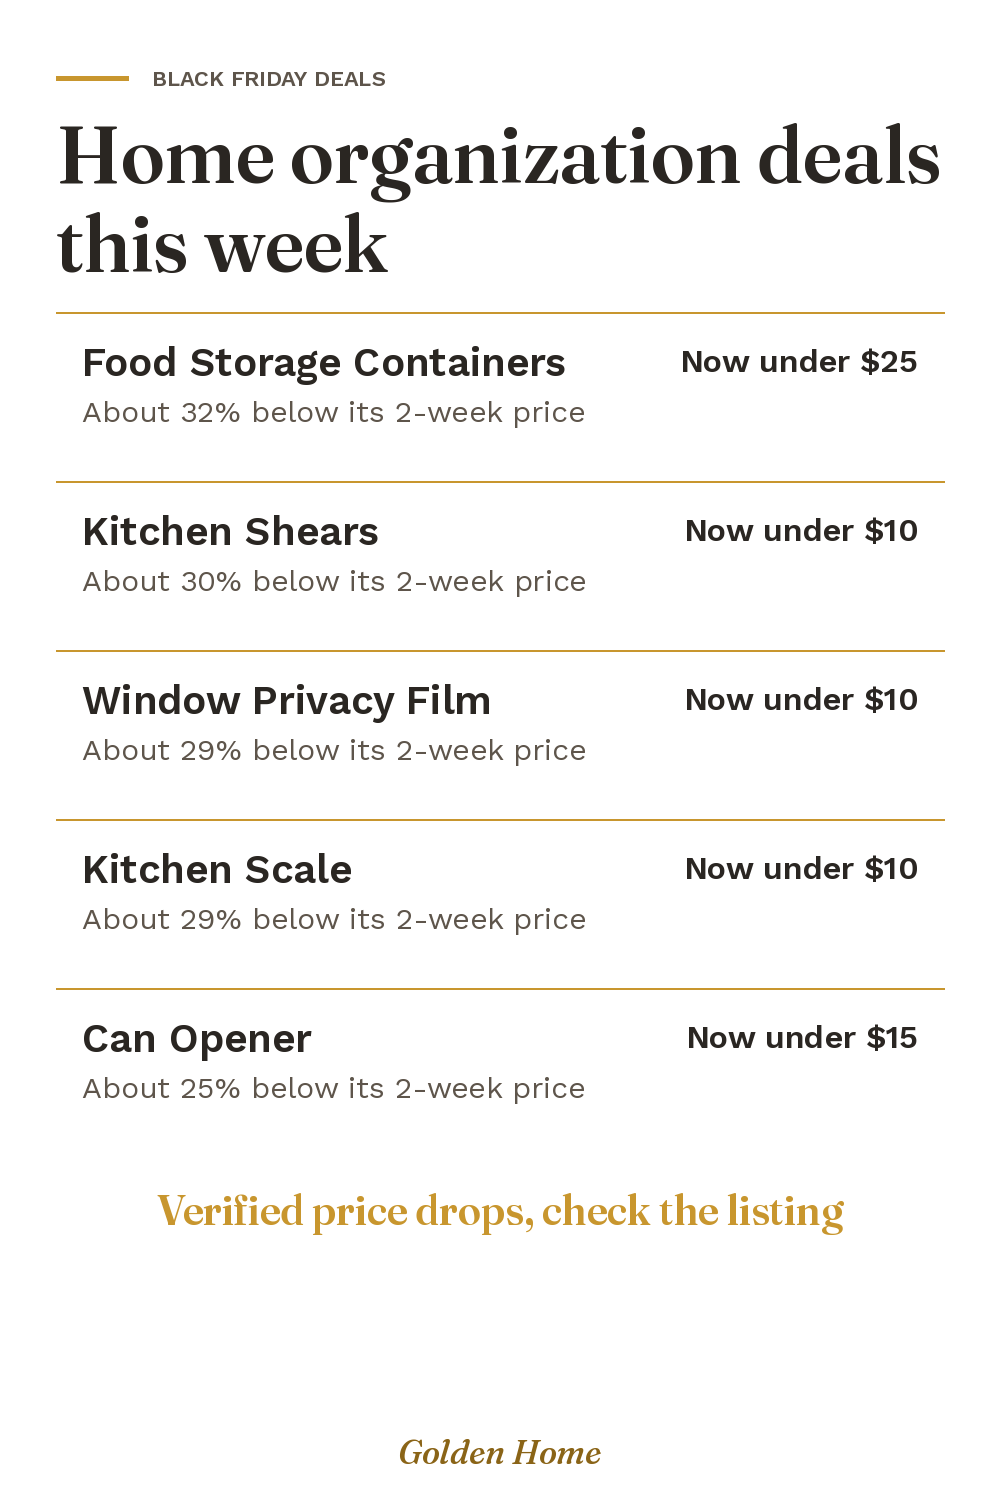 BLACK FRIDAY DEALS
Home organization deals
this week
Food Storage Containers
Now under $25
About 32% below its 2-week price
Kitchen Shears
Now under $10
About 30% below its 2-week price
Window Privacy Film
Now under $10
About 29% below its 2-week price
Kitchen Scale
Now under $10
About 29% below its 2-week price
Can Opener
Now under $15
About 25% below its 2-week price
Verified price drops, check the listing
Golden Home